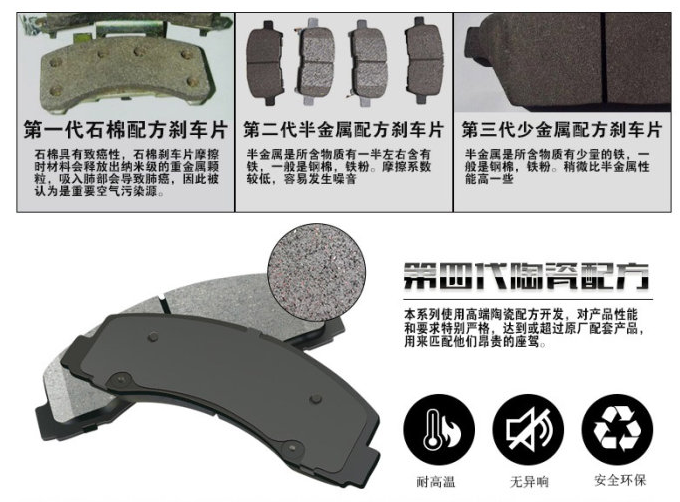 第一代石棉配方刹车片
石棉具有致癌性，石棉刹车片摩擦
时材料会释放出纳米级的重金属颗
粒，吸入肺部会导致肺癌，因此被
认为是重要空气污染源。
第二代半金属配方刹车片
半金属是所含物质有一半左右含有
铁，一般是钢棉，铁粉。摩擦系数
较低，容易发生噪音
第三代少金属配方刹车片
半金属是所含物质有少量的铁，一
般是钢棉，铁粉。稍微比半金属性
能高一些
第四代陶瓷配方
本系列使用高端陶瓷配方开发，对产品性能
和要求特别严格，达到或超过原厂配套产品，
用来匹配他们昂贵的座驾。
耐高温
无异响
安全环保